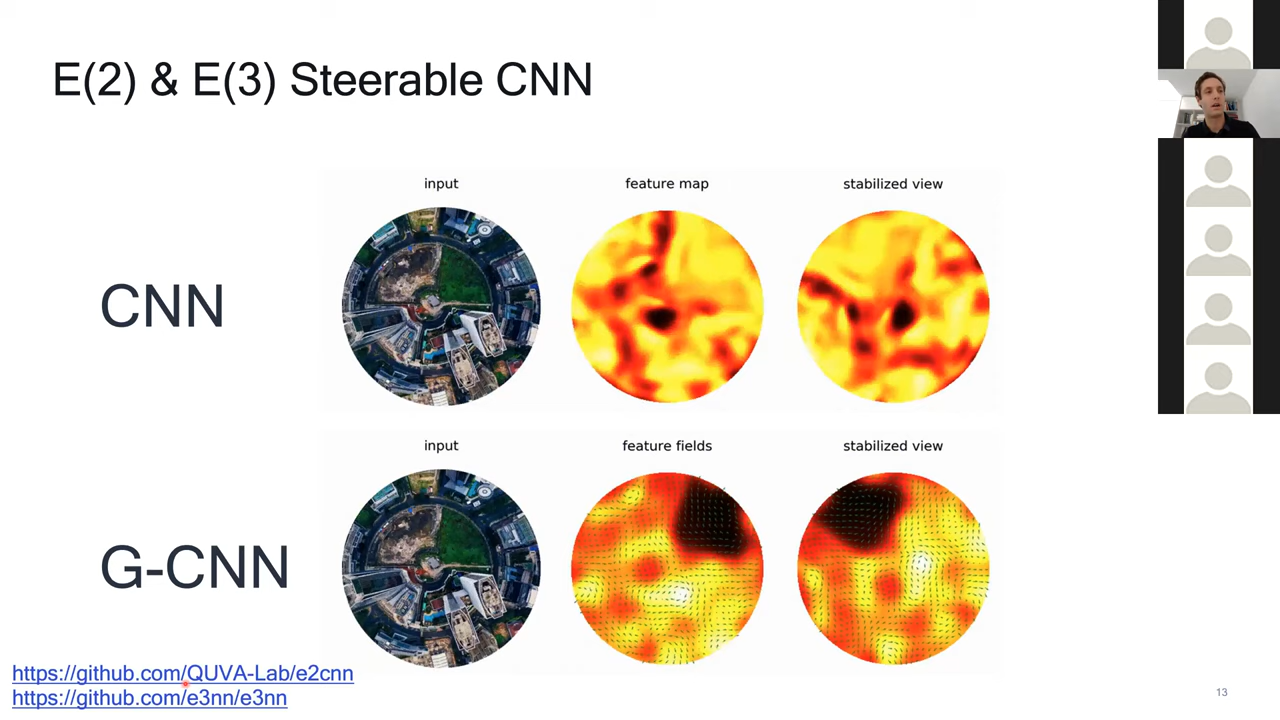 E(2) & E(3) Steerable CNN
input feature map stabilized view
CNN
input feature fields stabilized view
G-CNN
https://github.com/QUVA-Lab/e2cnn
https://github.com/e3nn/e3nn
13